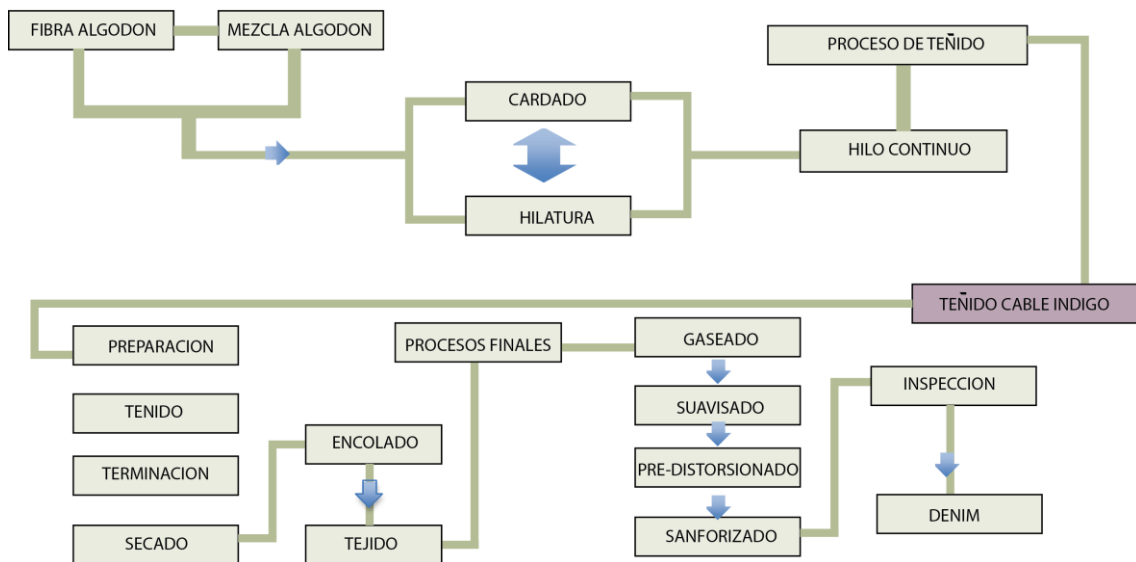 FIBRA ALGODON
MEZCLA ALGODON
PROCESO DE TEÑIDO
CARDADO
HILO CONTINUO
HILATURA
TEÑIDO CABLE INDIGO
PREPARACION
PROCESOS FINALES
GASEADO
INSPECCION
TENIDO
SUAVISADO
ENCOLADO
TERMINACION
PRE-DISTORSIONADO
DENIM
SECADO
TEJIDO
SANFORIZADO